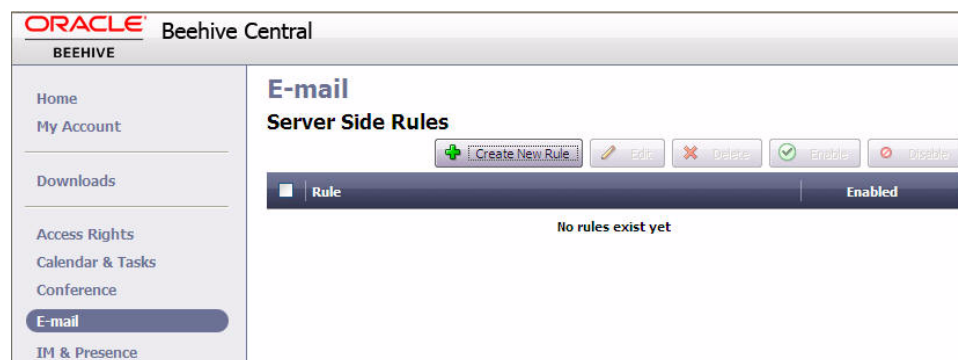 ORACLE Beehive Central
BEEHIVE
Home
My Account
Downloads
Access Rights
Calendar & Tasks
Conference
E-mail
IM & Presence
E-mail
Server Side Rules
Create New Rule Edit Delete Enable Disable
Rule Enabled
No rules exist yet